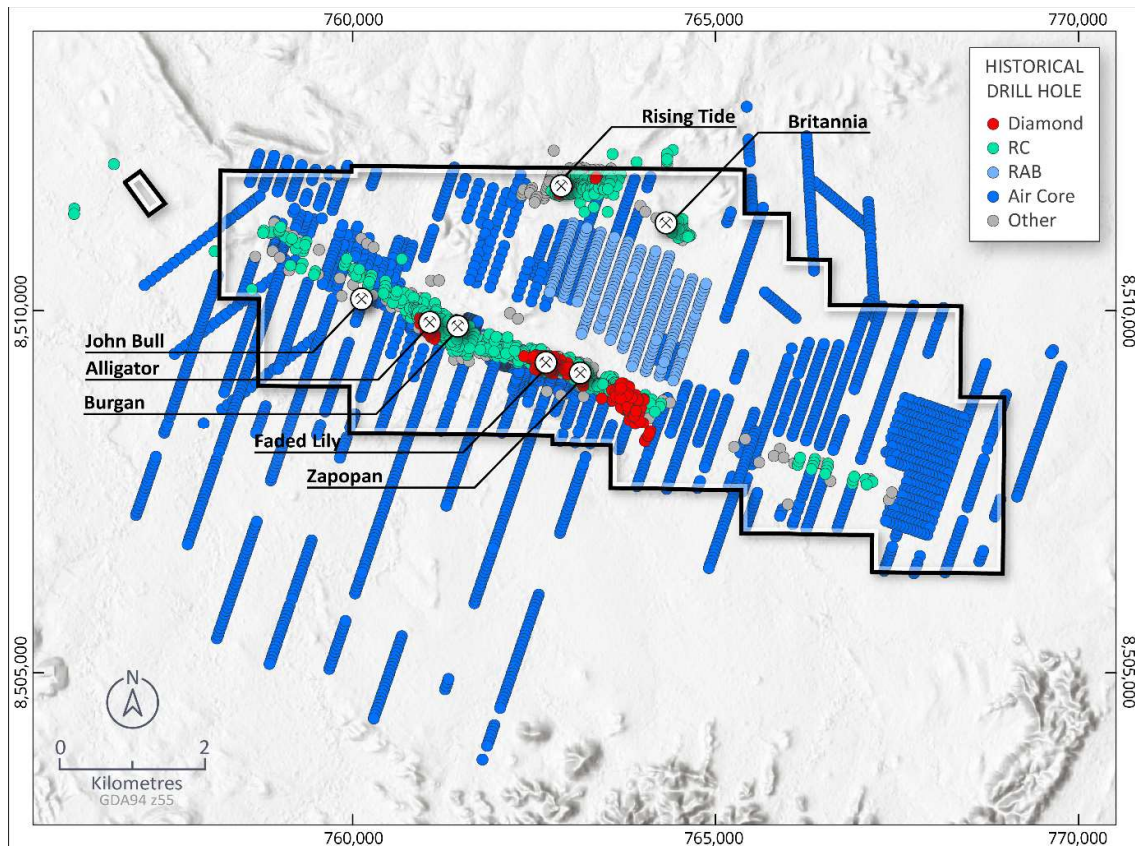 760,000
765,000
770,000
HISTORICAL
DRILL HOLE
Diamond
RC
RAB
Air Core
Other
Rising Tide
Britannia
8,510,000
8,510,000
John Bull
Alligator
Burgan
Faded Lily
Zapopan
8,505,000
8,505,000
N
0
2
Kilometres
GDA94 z55
760,000
765,000
770,000